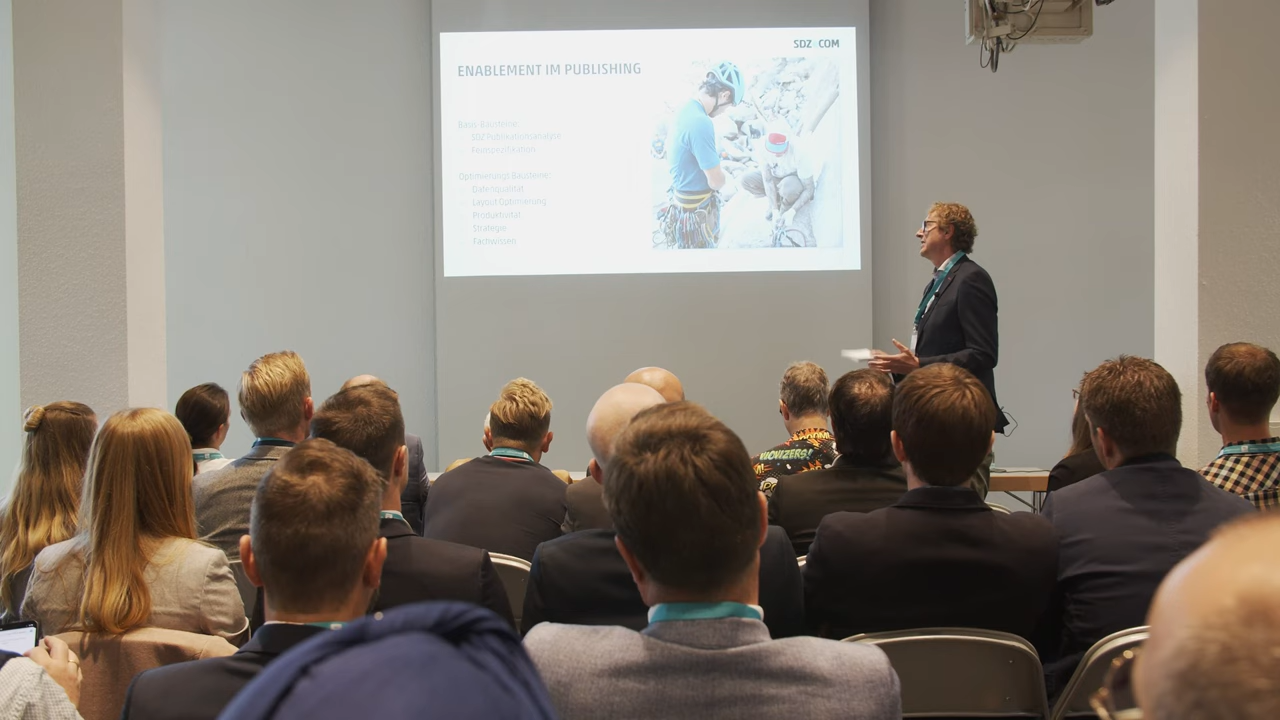 SDZ COM
ENABLEMENT IM PUBLISHING
Basis-Bausteine:
SDZ Publikationsanalyse
Feinspezifikation
Optimierungs Bausteine:
Datenqualität
Layout-Optimierung
Produktivität
Strategie
Fachwissen